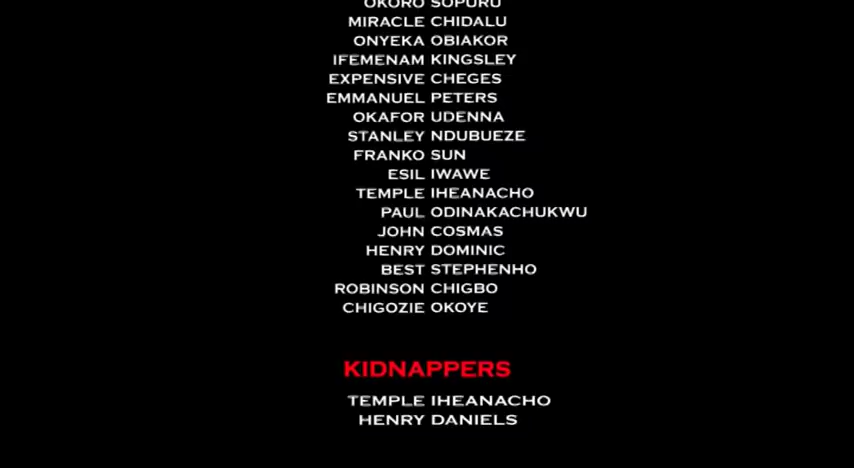 OKORO SOPURU
MIRACLE CHIDALU
ONYEKA OBIAKOR
IFEMENAM KINGSLEY
EXPENSIVE CHEGES
EMMANUEL PETERS
OKAFOR UDENNA
STANLEY NDUBUEZE
FRANKO SUN
ESIL IWAWE
TEMPLE IHEANACHO
PAUL ODINAKACHUKWU
JOHN COSMAS
HENRY DOMINIC
BEST STEPHENHO
ROBINSON CHIGBO
CHIGOZIE OKOYE
KIDNAPPERS
TEMPLE IHEANACHO
HENRY DANIELS